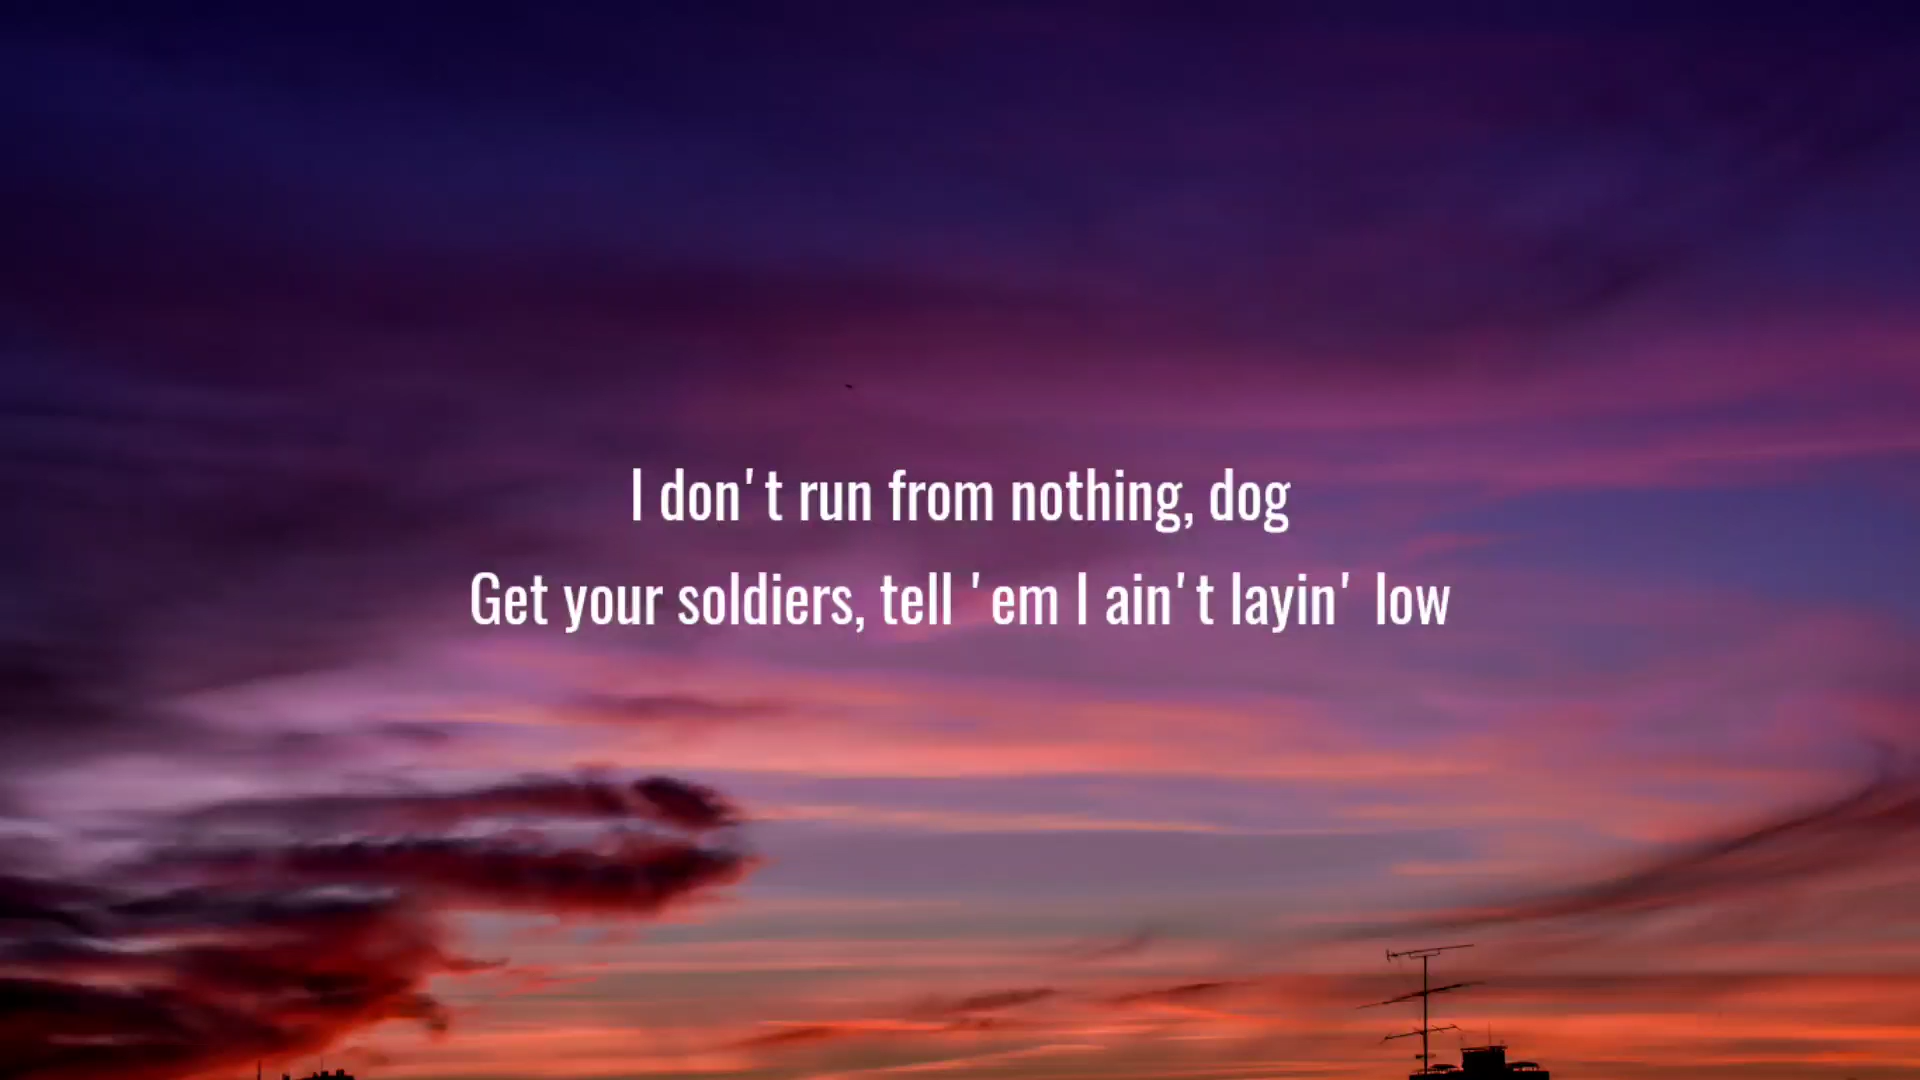 I don't run from nothing, dog
Get your soldiers, tell 'em I ain't layin' low